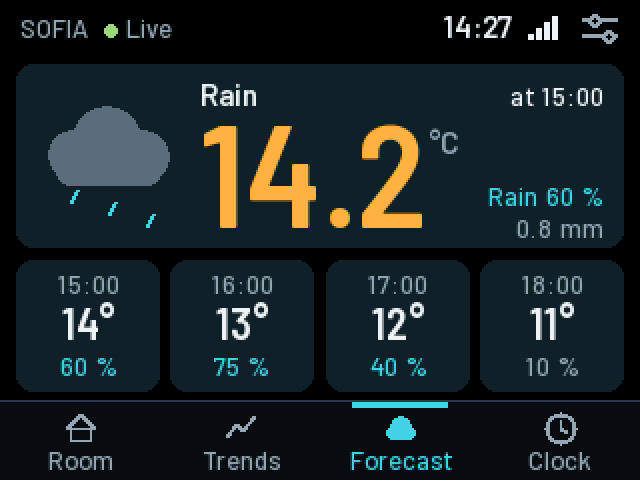 SOFIA Live 14:27
Rain at 15:00
14.2 °C
Rain 60 %
0.8 mm
15:00 16:00 17:00 18:00
14° 13° 12° 11°
60 % 75 % 40 % 10 %
Room Trends Forecast Clock